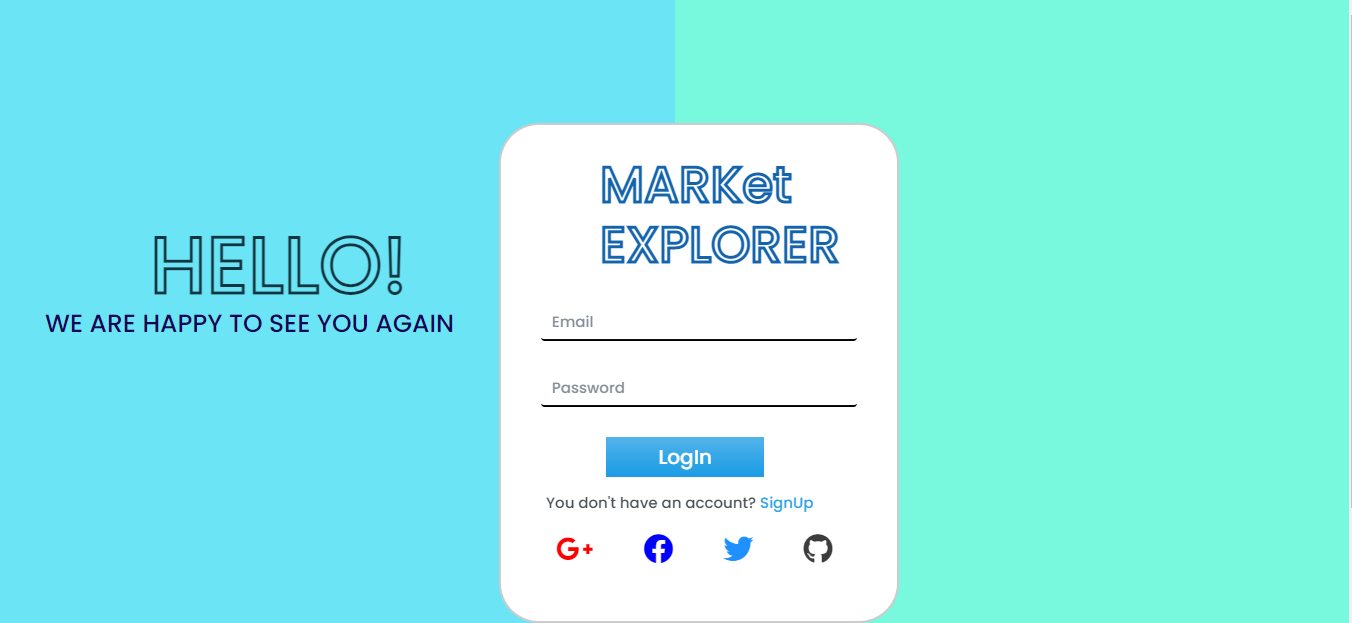 HELLO!
WE ARE HAPPY TO SEE YOU AGAIN
MARKet
EXPLORER
Email
Password
LogIn
You don't have an account? SignUp
G+